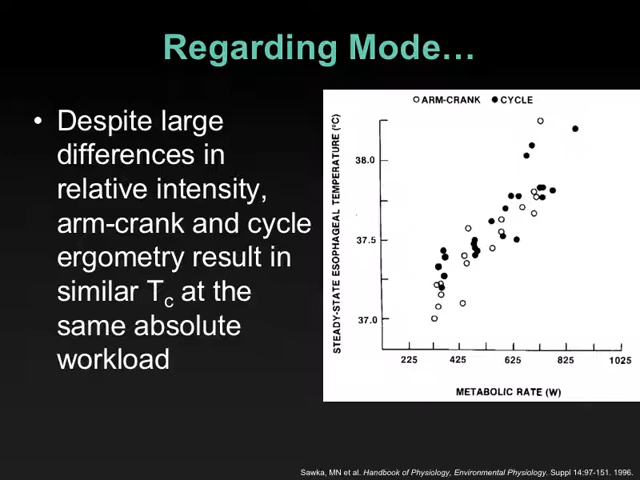 Regarding Mode…
• Despite large
differences in
relative intensity,
arm-crank and cycle
ergometry result in
similar Tc at the
same absolute
workload
○ ARM-CRANK ● CYCLE
STEADY-STATE ESOPHAGEAL TEMPERATURE (°C)
38.0
37.5
37.0
225 425 625 825 1025
METABOLIC RATE (W)
Sawka, MN et al. Handbook of Physiology, Environmental Physiology. Suppl 14:97-151. 1996.